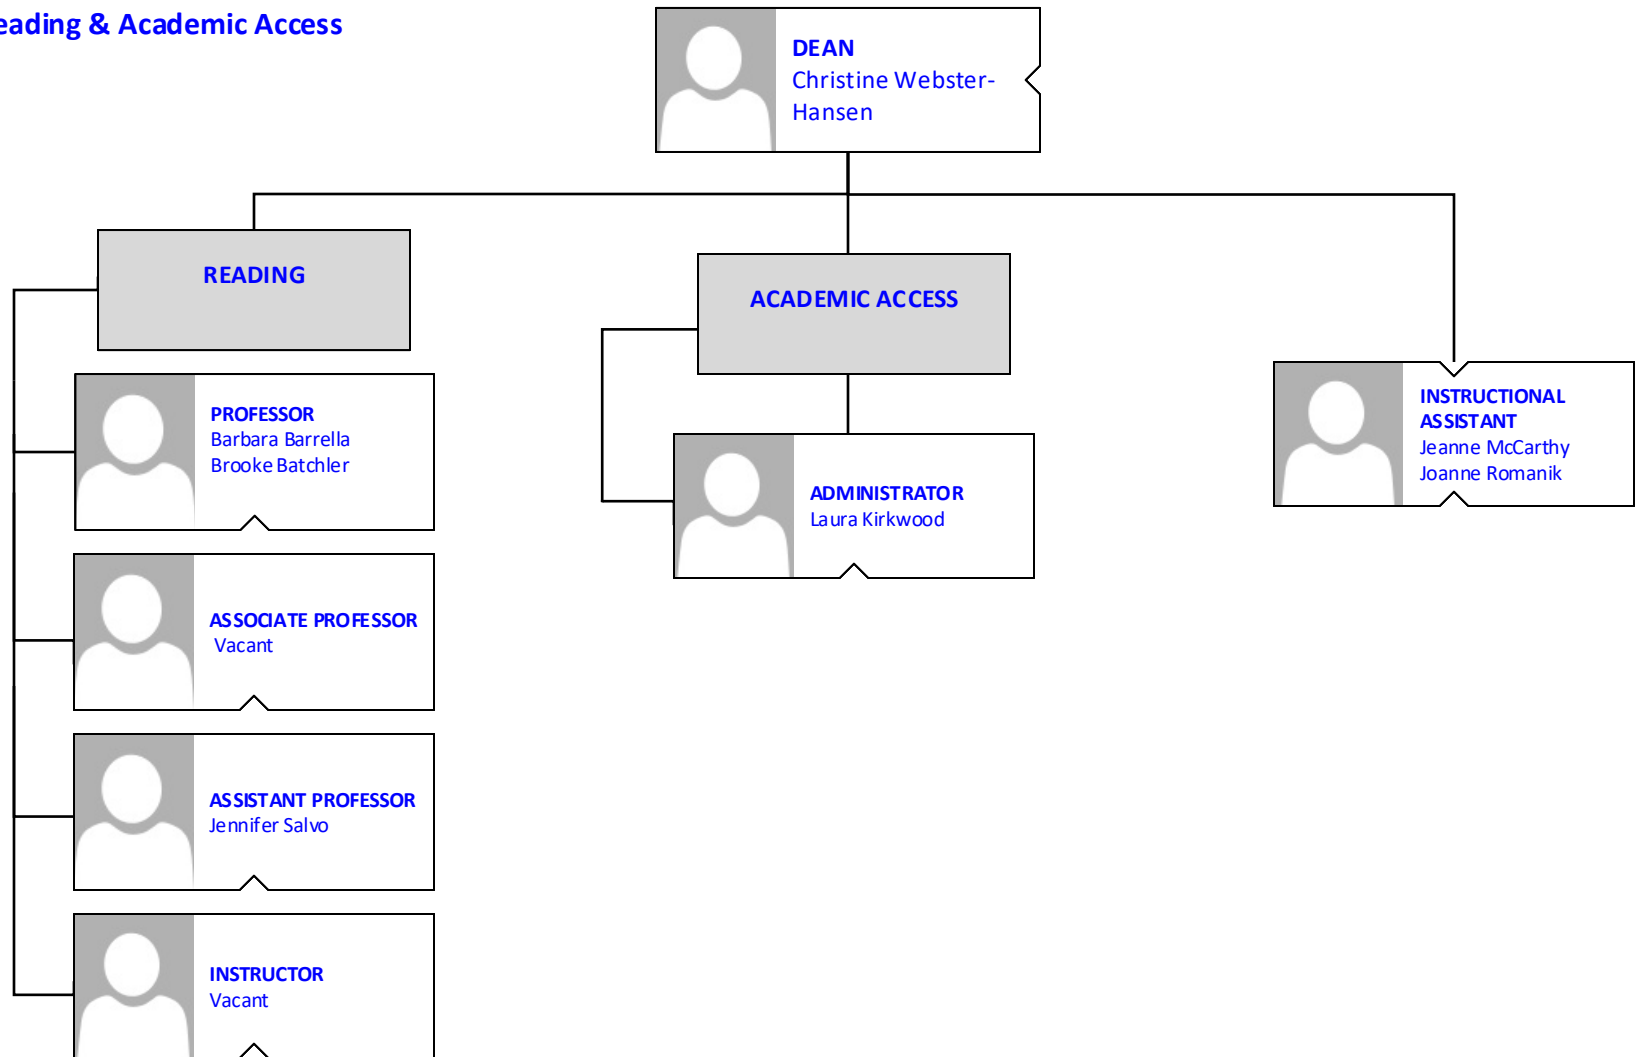 eading & Academic Access
DEAN
Christine Webster-
Hansen
READING
ACADEMIC ACCESS
PROFESSOR
Barbara Barrella
Brooke Batchler
INSTRUCTIONAL
ASSISTANT
Jeanne McCarthy
Joanne Romanik
ADMINISTRATOR
Laura Kirkwood
ASSOCIATE PROFESSOR
Vacant
ASSISTANT PROFESSOR
Jennifer Salvo
INSTRUCTOR
Vacant